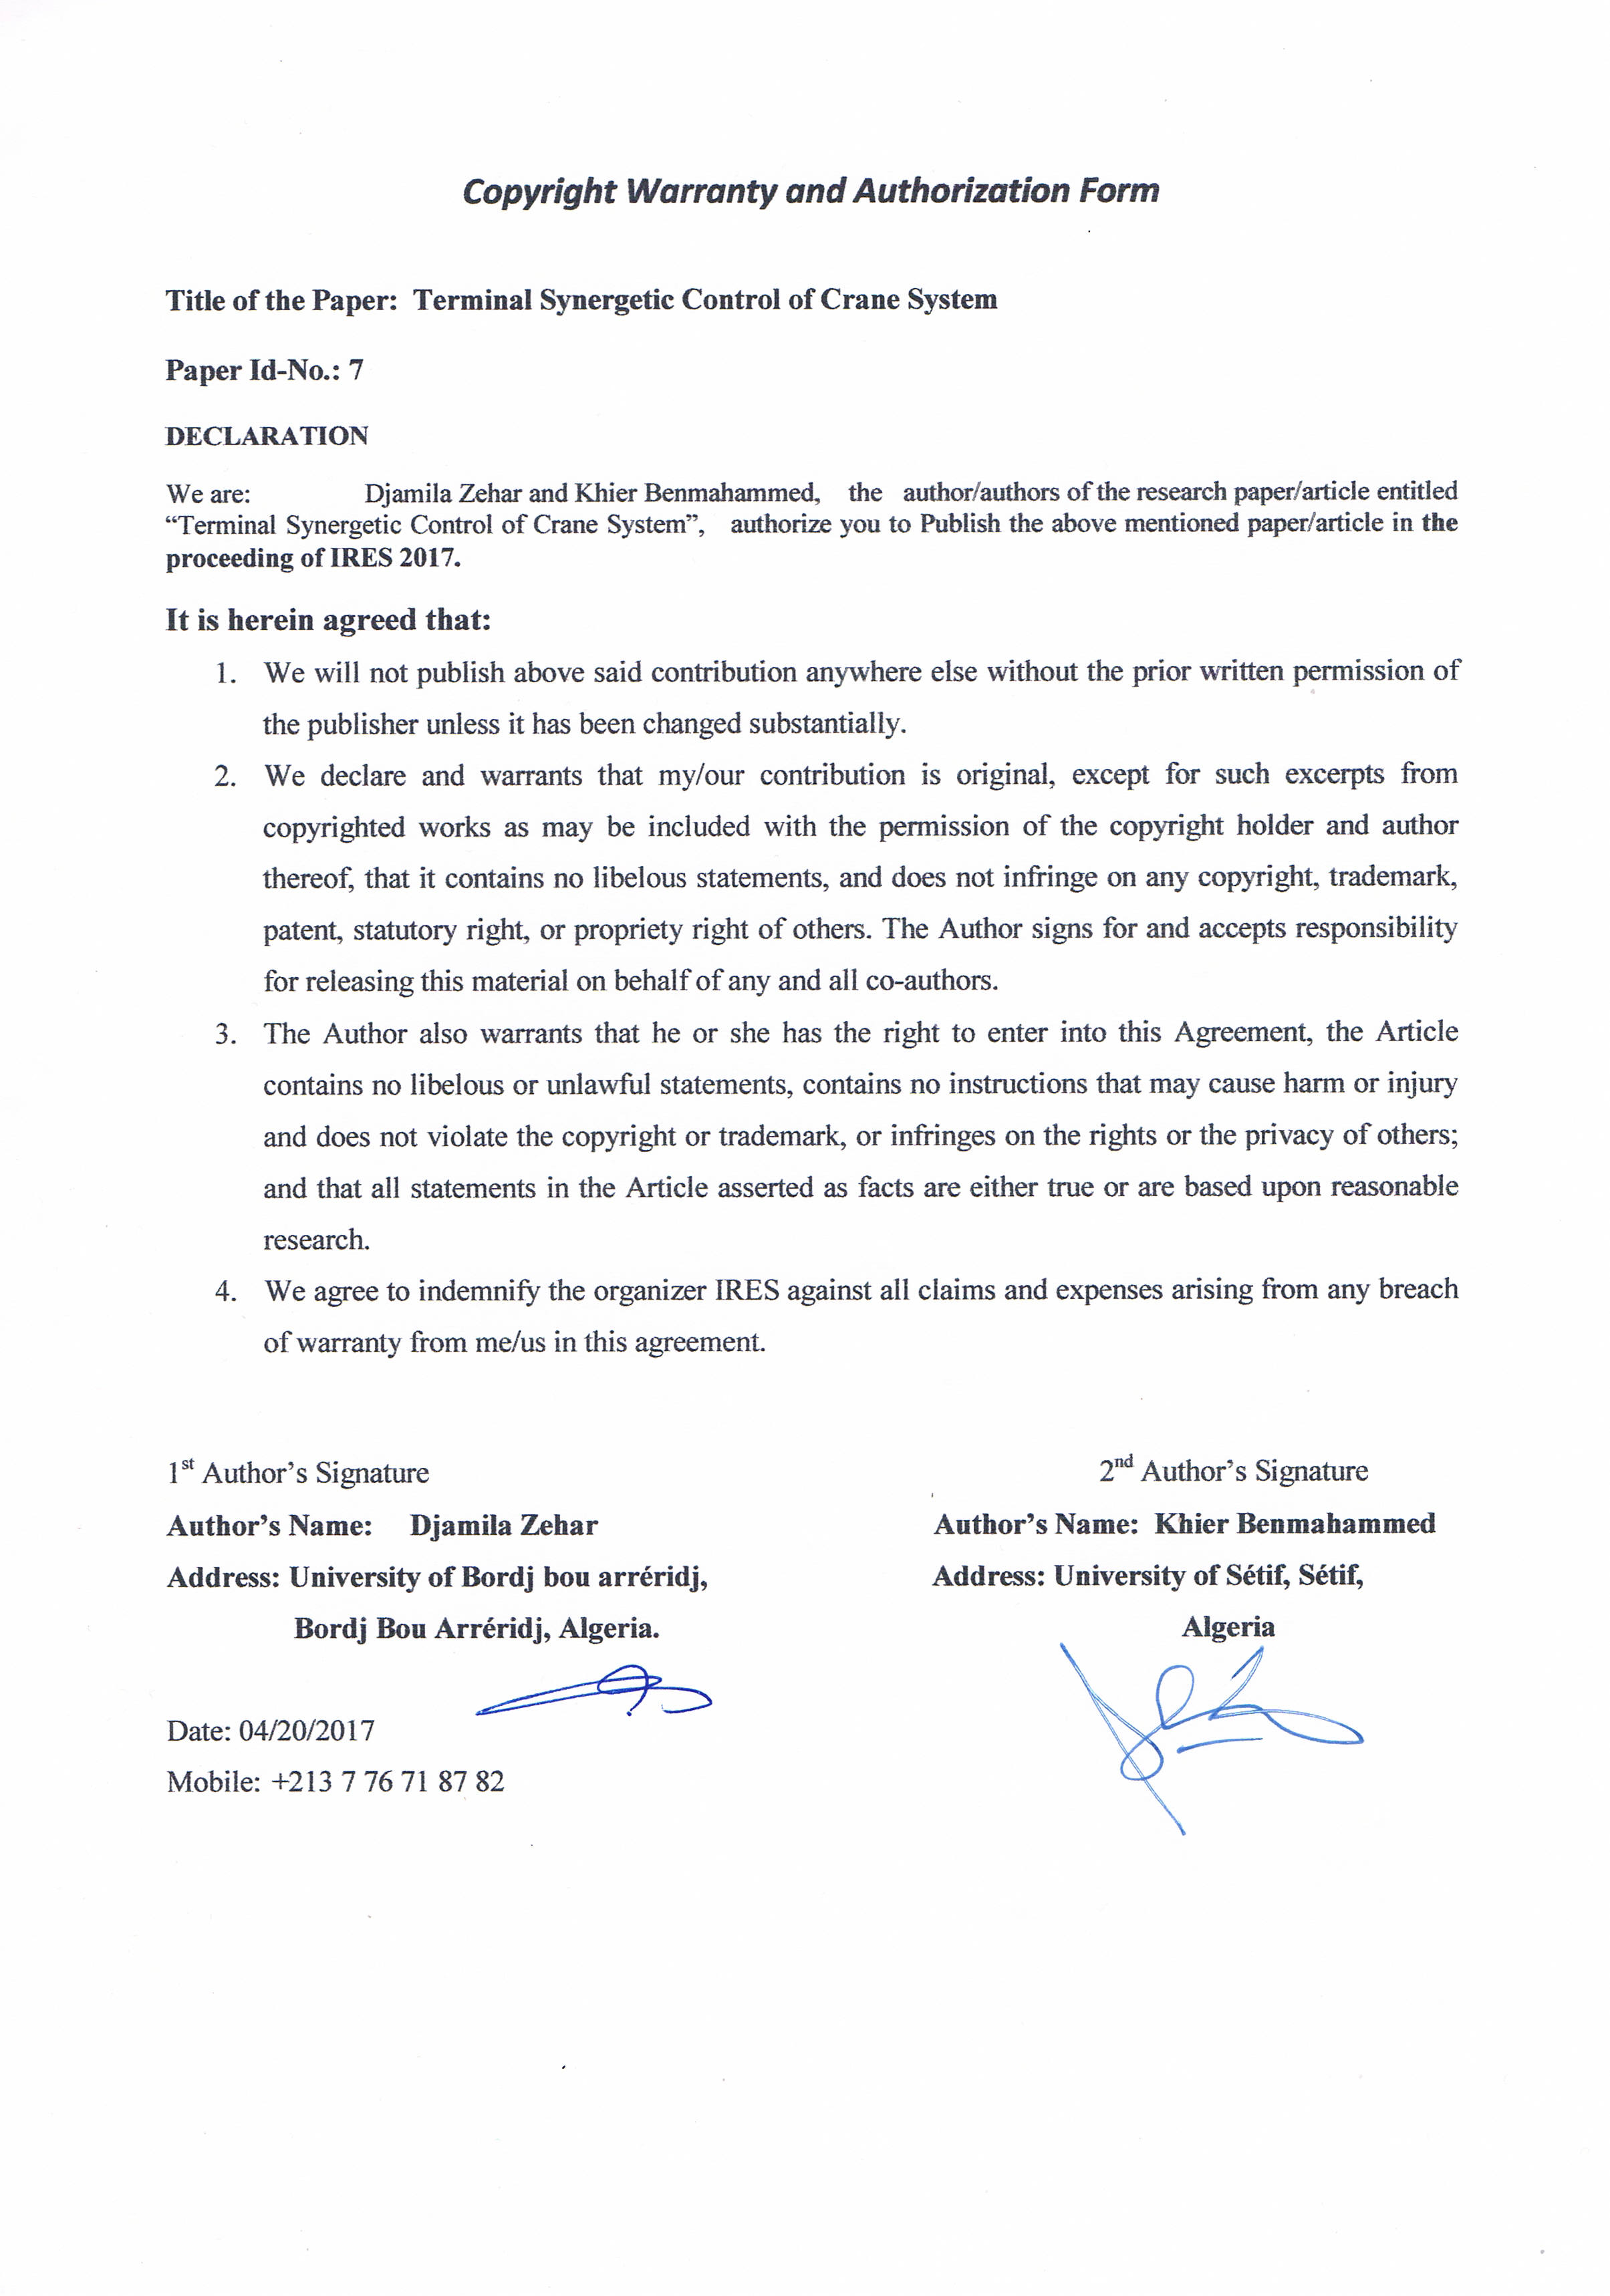 Copyright Warranty and Authorization Form
Title of the Paper: Terminal Synergetic Control of Crane System
Paper Id-No.: 7
DECLARATION
We are: Djamila Zehar and Khier Benmahammed, the author/authors of the research paper/article entitled
“Terminal Synergetic Control of Crane System”, authorize you to Publish the above mentioned paper/article in the
proceeding of IRES 2017.
It is herein agreed that:
1. We will not publish above said contribution anywhere else without the prior written permission of
the publisher unless it has been changed substantially.
2. We declare and warrants that my/our contribution is original, except for such excerpts from
copyrighted works as may be included with the permission of the copyright holder and author
thereof, that it contains no libelous statements, and does not infringe on any copyright, trademark,
patent, statutory right, or propriety right of others. The Author signs for and accepts responsibility
for releasing this material on behalf of any and all co-authors.
3. The Author also warrants that he or she has the right to enter into this Agreement, the Article
contains no libelous or unlawful statements, contains no instructions that may cause harm or injury
and does not violate the copyright or trademark, or infringes on the rights or the privacy of others;
and that all statements in the Article asserted as facts are either true or are based upon reasonable
research.
4. We agree to indemnify the organizer IRES against all claims and expenses arising from any breach
of warranty from me/us in this agreement.
1st Author’s Signature
Author’s Name: Djamila Zehar
Address: University of Bordj bou arréridj,
Bordj Bou Arréridj, Algeria.
Date: 04/20/2017
Mobile: +213 7 76 71 87 82
2nd Author’s Signature
Author’s Name: Khier Benmahammed
Address: University of Sétif, Sétif,
Algeria